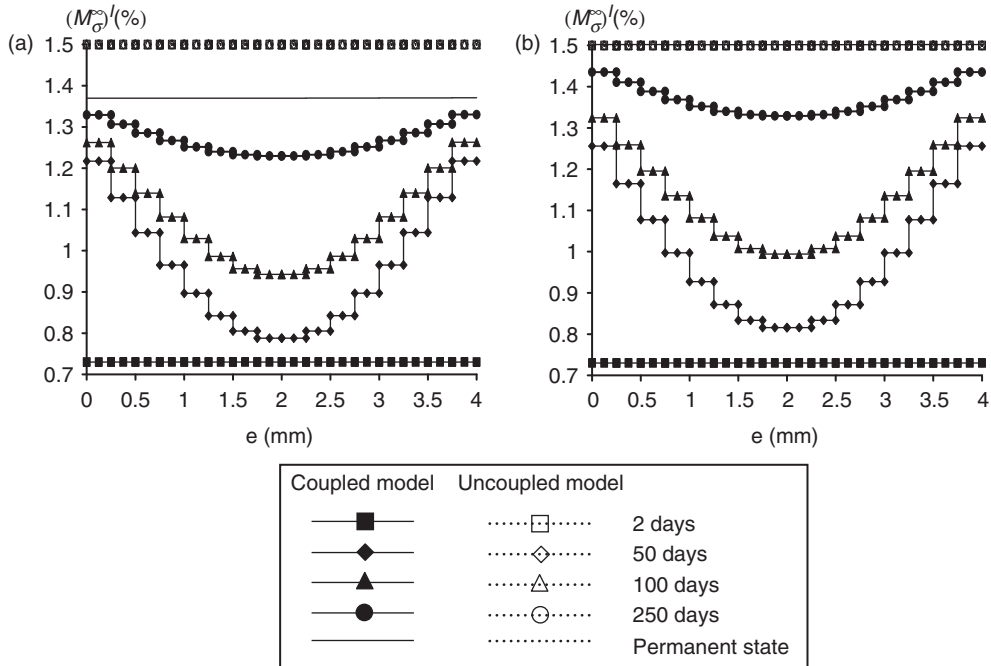 (M∞σ)I(%)
(a)
1.5
1.4
1.3
1.2
1.1
1
0.9
0.8
0.7
0 0.5 1 1.5 2 2.5 3 3.5 4
e (mm)
(M∞σ)I(%)
(b)
1.5
1.4
1.3
1.2
1.1
1
0.9
0.8
0.7
0 0.5 1 1.5 2 2.5 3 3.5 4
e (mm)
Coupled model Uncoupled model
2 days
50 days
100 days
250 days
Permanent state